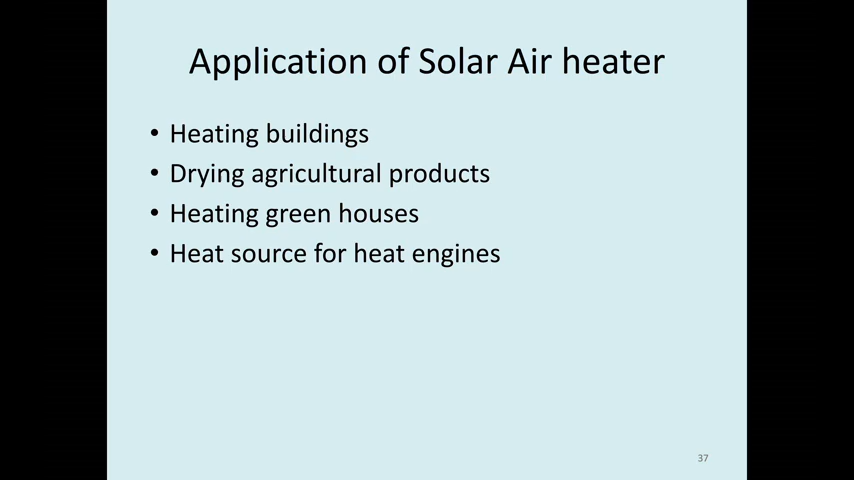 Application of Solar Air heater
• Heating buildings
• Drying agricultural products
• Heating green houses
• Heat source for heat engines
37